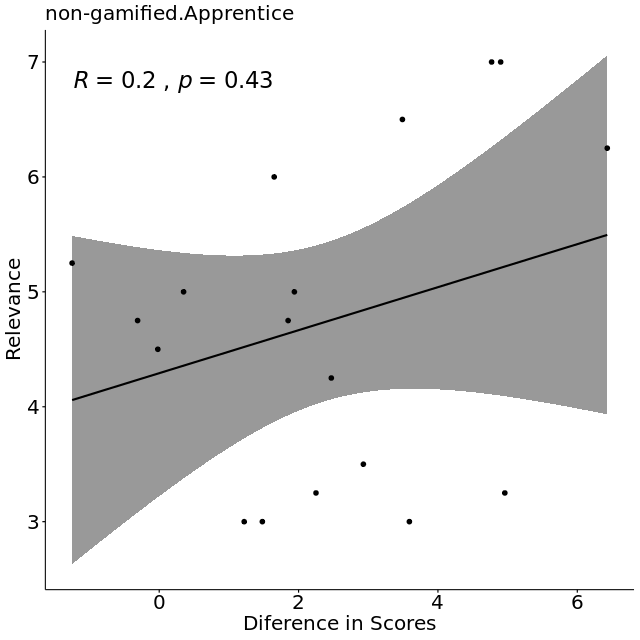 non-gamified.Apprentice
R = 0.2 , p = 0.43
7
6
5
4
3
Relevance
0 2 4 6
Diference in Scores